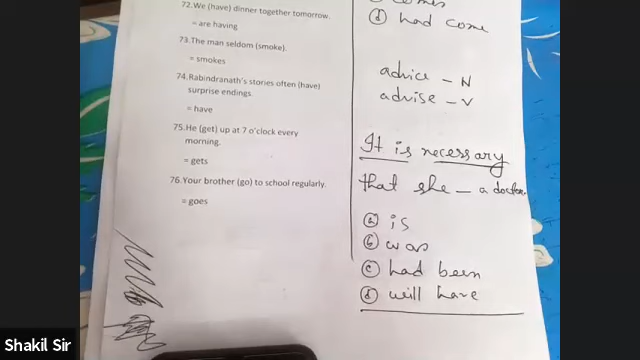 72.We (have) dinner together tomorrow.
= are having
73.The man seldom (smoke).
= smokes
74.Rabindranath's stories often (have)
surprise endings.
= have
75.He (get) up at 7 o'clock every
morning.
= gets
76.Your brother (go) to school regularly.
= goes
comes
ⓓ had come
advice – N
advise – V
It is necessary
that she _ a doctor.
ⓐ is
ⓑ was
ⓒ had been
ⓓ will have
Shakil Sir